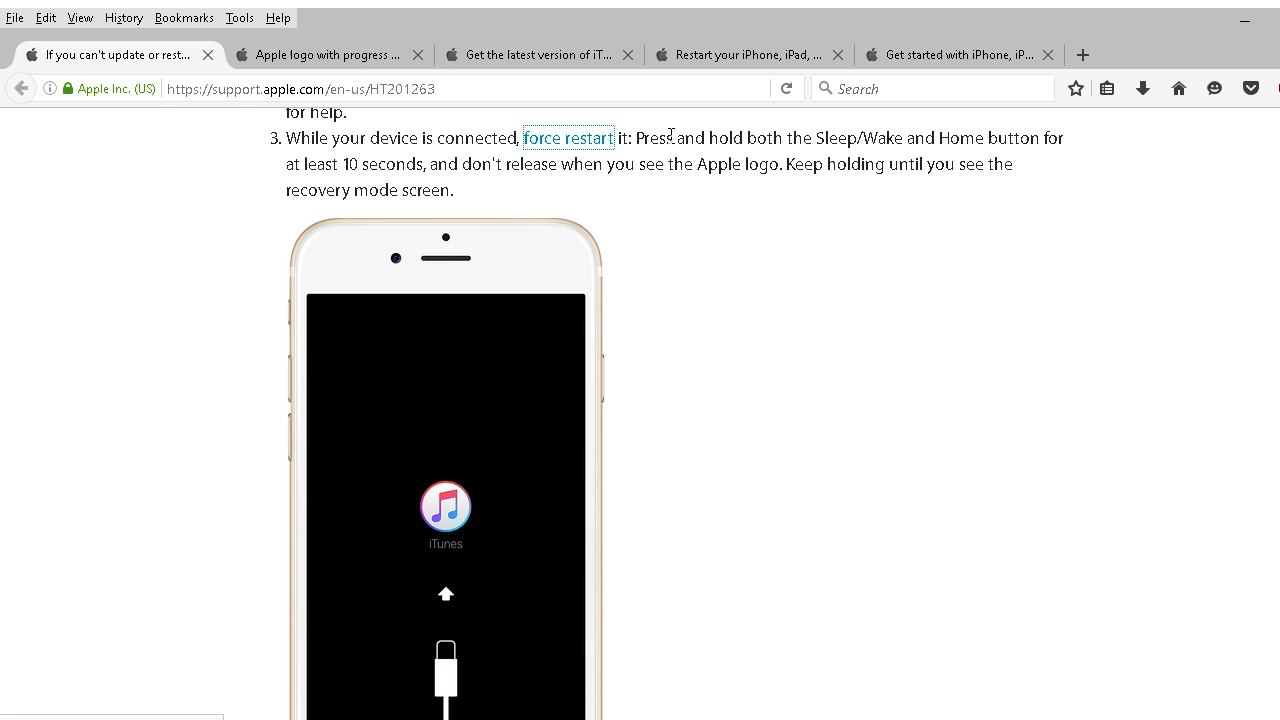 File Edit View History Bookmarks Tools Help
If you can't update or rest... Apple logo with progress ... Get the latest version of iT... Restart your iPhone, iPad, ... Get started with iPhone, iP...
Apple Inc. (US) https://support.apple.com/en-us/HT201263 Search
for help.
3. While your device is connected, force restart it: Press and hold both the Sleep/Wake and Home button for
at least 10 seconds, and don't release when you see the Apple logo. Keep holding until you see the
recovery mode screen.
iTunes